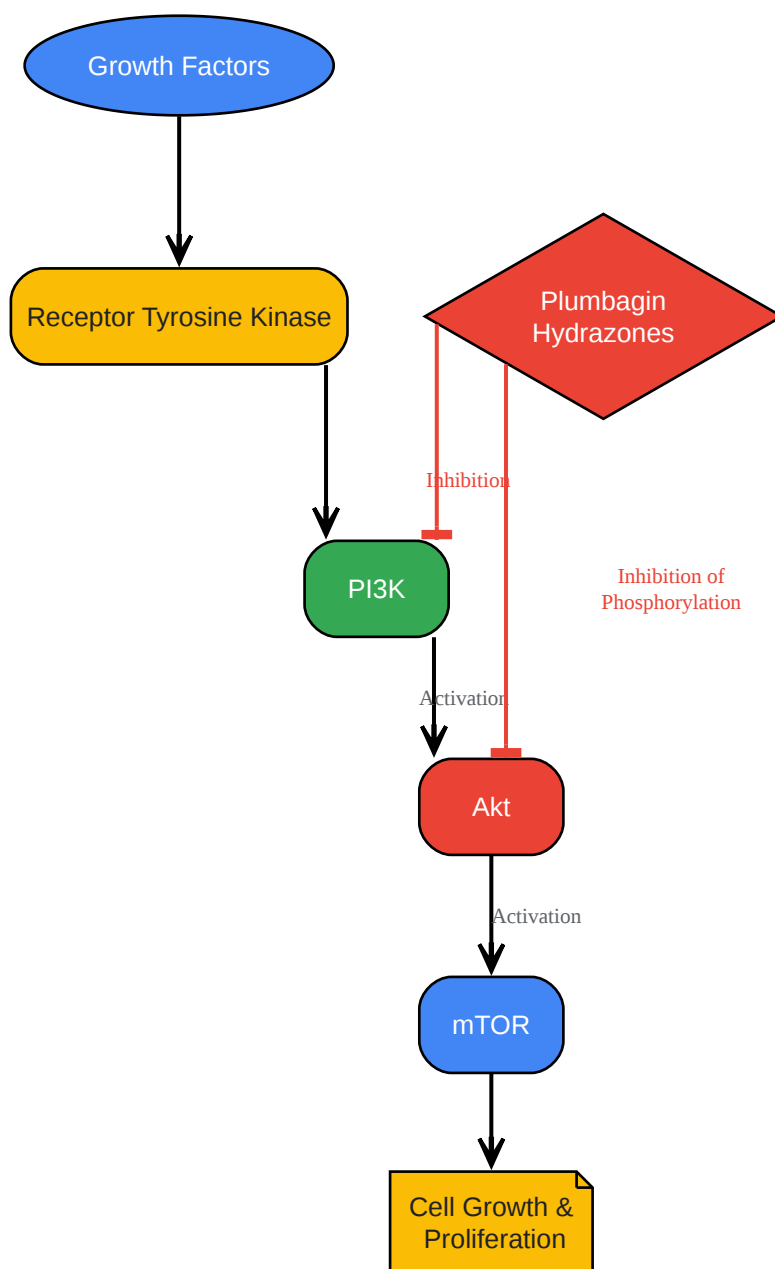 Growth Factors
Receptor Tyrosine Kinase
Plumbagin
Hydrazones
Inhibition
Inhibition of
Phosphorylation
PI3K
Activation
Akt
Activation
mTOR
Cell Growth &
Proliferation